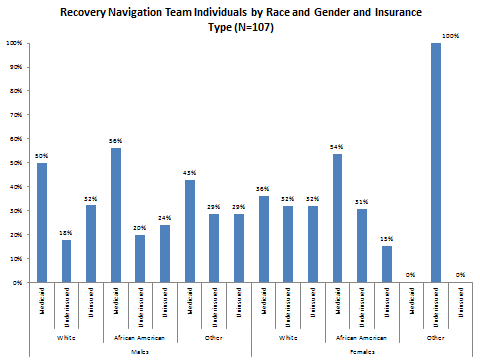 Recovery Navigation Team Individuals by Race and Gender and Insurance
Type (N=107)
100%
90%
80%
70%
60%
50%
40%
30%
20%
10%
0%
50%
18%
32%
56%
20%
24%
43%
29%
29%
36%
32%
32%
54%
31%
15%
0%
100%
0%
Medicaid
Underinsured
Uninsured
Medicaid
Underinsured
Uninsured
Medicaid
Underinsured
Uninsured
Medicaid
Underinsured
Uninsured
Medicaid
Underinsured
Uninsured
Medicaid
Underinsured
Uninsured
White
African American
Other
White
African American
Other
Males
Females